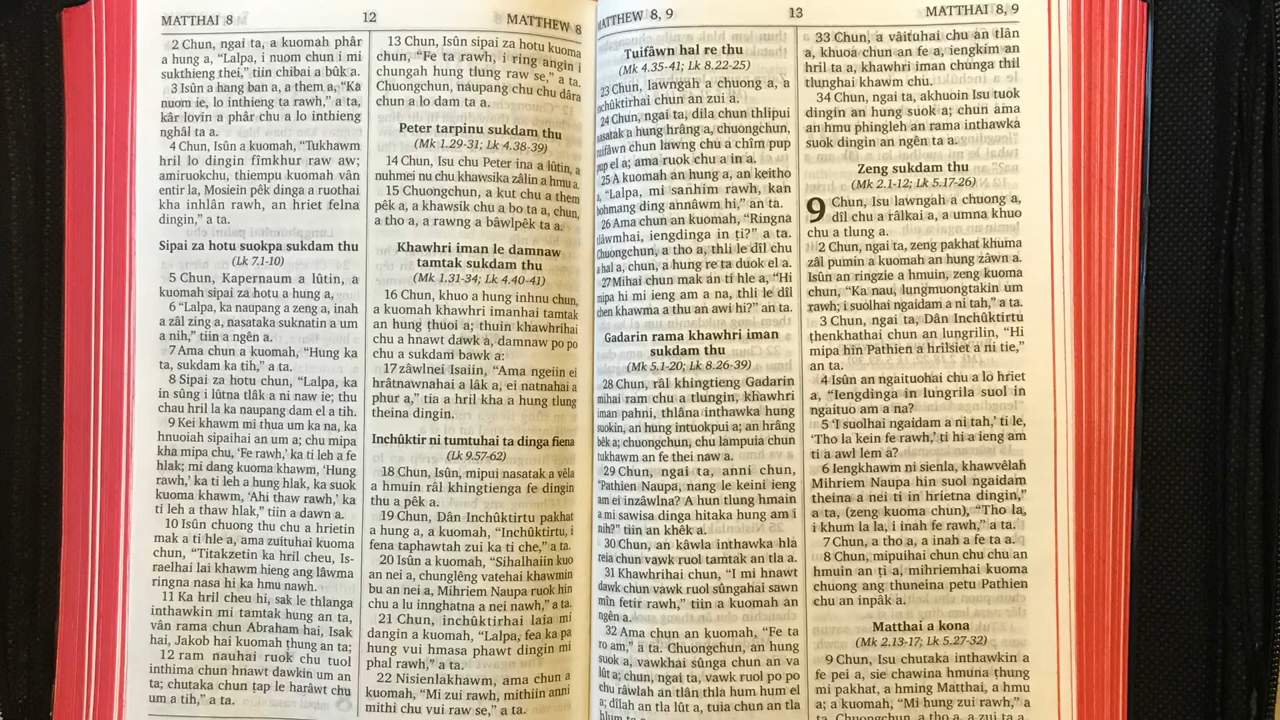 MATTHAI 8
12
MATTHEW 8
2 Chun, ngai ta, a kuomah phâr
a hung a, “Lalpa, i nuom chun i mi
sukthieng thei,” tiin chibai a bûk a.
3 Isûn a hang ban a, a them a, “Ka
nuom ie, lo inthieng ta rawh,” a ta,
kâr lovin a phâr chu a lo inthieng
nghâl ta a.
4 Chun, Isûn a kuomah, “Tukhawm
hril lo dingin fîmkhur raw aw;
amiruokchu, thiempu kuomah vân
entir la, Mosiein pêk dinga a ruothai
kha inhlân rawh, an hriet felna
dingin,” a ta.
Sipai za hotu suokpa sukdam thu
(Lk 7.1-10)
5 Chun, Kapernaum a lûtin, a
kuomah sipai za hotu a hung a,
6 “Lalpa, ka naupang a zeng a, inah
a zâl zing a, nasataka suknatin a um
a nih,” tiin a ngên a.
7 Ama chun a kuomah, “Hung ka
ta, sukdam ka tih,” a ta.
8 Sipai za hotu chun, “Lalpa, ka
in sûng i lûtna tlâk a ni naw ie; thu
chau hril la ka naupang dam el a tih.
9 Kei khawm mi thua um ka na, ka
hnuoiah sipaihai an um a; chu mipa
kha mipa chu, ‘Fe rawh,’ ka ti leh a fe
hlak; mi dang kuoma khawm, ‘Hung
rawh,’ ka ti leh a hung hlak, ka suok
kuoma khawm, ‘Ahi thaw rawh,’ ka
ti leh a thaw hlak,” tiin a dawn a.
10 Isûn chuong thu chu a hrietin
mak a ti hle a, ama zuituhai kuoma
chun, “Titakzetin ka hril cheu, Is-
raelhai lai khawm hieng ang lâwma
ringna nasa hi ka hmu nawh.
11 Ka hril cheu hi, sak le thlanga
inthawkin mi tamtak hung an ta,
vân rama chun Abraham hai, Isak
hai, Jakob hai kuomah thung an ta;
12 ram nauhai ruok chu tuol
inthima chun hnawt dawkin um an
ta; chutaka chun ṭap le harâwt chu
um a tih,” a ta.
13 Chun, Isûn sipai za hotu kuoma
chun, “Fe ta rawh, i ring angin i
chungah hung tlung raw se,” a ta.
Chuongchun, naupang chu chu dâra
chun a lo dam ta a.
Peter tarpinu sukdam thu
(Mk 1.29-31; Lk 4.38-39)
14 Chun, Isu chu Peter ina a lûtin, a
nuhmei nu chu khawsika zâlin a hmu a.
15 Chuongchun, a kut chu a them
pêk a, a khawsik chu a bo ta a, chun,
a tho a, a rawng a bâwlpêk ta a.
Khawhri iman le damnaw
tamtak sukdam thu
(Mk 1.31-34; Lk 4.40-41)
16 Chun, khuo a hung inhnu chun,
a kuomah khawhri imanhai tamtak
an hung ṭhuoi a; thuin khawhrihai
chu a hnawt dawk a, damnaw po po
chu a sukdam bawk a:
17 zâwlnei Isaiin, “Ama ngeiin ei
hrâtnawnahai a lâk a, ei natnahai a
phur a,” tia a hril kha a hung tlung
theina dingin.
Inchûktir ni tumtuhai ta dinga fiena
(Lk 9.57-62)
18 Chun, Isûn, mipui nasatak a vêla
a hmuin râl khingtienga fe dingin
thu a pêk a.
19 Chun, Dân Inchûktirtu pakhat
a hung a, a kuomah, “Inchûktirtu, i
fena taphawtah zui ka ti che,” a ta.
20 Isûn a kuomah, “Sihalhaiin kuo
an nei a, chunglêng vatehai khawmin
bu an nei a, Mihriem Naupa ruok hin
chu a lu innghatna a nei nawh,” a ta.
21 Chun, inchûktirhai laia mi
dangin a kuomah, “Lalpa, fea ka pa
hung vui hmasa phawt dingin mi
phal rawh,” a ta.
22 Nisienlakhawm, ama chun a
kuomah, “Mi zui rawh, mithiin anni
mithi chu vui raw se,” a ta.
MATTHEW 8, 9
13
MATTHAI 8, 9
Tuifâwn hal re thu
(Mk 4.35-41; Lk 8.22-25)
23 Chun, lawngah a chuong a, a
inchûktirhai chun an zui a.
24 Chun, ngai ta, dila chun thlipui
nasatak a hung hrâng a, chuongchun,
tuifâwn chun lawng chu a chîm pup
pup el a; ama ruok chu a in a.
25 A kuomah an hung a, an keitho
a, “Lalpa, mi sanhim rawh, kan
bohmang ding annâwm hi,” an ta.
26 Ama chun an kuomah, “Ringna
tlâwmhai, iengdinga in ṭi?” a ta.
Chuongchun, a tho a, thli le dîl chu
a hal a, chun, a hung re ta duok el a.
27 Mihai chun mak an ti hle a, “Hi
mipa hi mi ieng am a na, thli le dîl
chen khawma a thu an awi hi?” an ta.
Gadarin rama khawhri iman
sukdam thu
(Mk 5.1-20; Lk 8.26-39)
28 Chun, râl khingtieng Gadarin
mihai ram chu a tlungin, khawhri
iman pahni, thlâna inthawka hung
suokin, an hung intuokpui a; an hrâng
bêk a; chuongchun, chu lampuia chun
tukhawm an fe thei naw a.
29 Chun, ngai ta, anni chun,
“Pathien Naupa, nang le keini ieng
am ei inzâwlna? A hun tlung hmain
a mi sawisa dinga hitaka hung am i
nih?” tiin an khêk a.
30 Chun, an kâwla inthawka hla
reia chun vawk ruol tamtak an tla a.
31 Khawhrihai chun, “I mi hnawt
dawk chun vawk ruol sûngahai sawn
mîn fetir rawh,” tiin a kuomah an
ngên a.
32 Ama chun an kuomah, “Fe ta
ro am,” a ta. Chuongchun, an hung
suok a, vawkhai sûnga chun an va
lût a; chun, ngai ta, vawk ruol po po
chu râwlah an tlân thla hum hum el
a; dîlah an tla lût a, tuia chun an tla
hlum ta
33 Chun, a vâituhai chu an tlân
a, khuoa chun an fe a, iengkim an
hril ta a, khawhri iman chunga thil
tlunghai khawm chu.
34 Chun, ngai ta, akhuoin Isu tuok
dingin an hung suok a; chun ama
an hmu phingleh an rama inthawka
suok dingin an ngên ta a.
Zeng sukdam thu
(Mk 2.1-12; Lk 5.17-26)
9 Chun, Isu lawngah a chuong a,
dîl chu a râlkai a, a umna khuo
chu a tlung a.
2 Chun, ngai ta, zeng pakhat khuma
zâl pumin a kuomah an hung zâwn a.
Isûn an ringzie a hmuin, zeng kuoma
chun, “Ka nau, lungmuongtakin um
rawh; i suolhai ngaidam a ni tah,” a ta.
3 Chun, ngai ta, Dân Inchûktirtu
ṭhenkhathai chun an lungrilin, “Hi
mipa hîn Pathien a hrilsiet a ni tie,”
an ta.
4 Isûn an ngaituohai chu a lo hriet
a, “Iengdinga in lungrila suol in
ngaituo am a na?
5 ‘I suolhai ngaidam a ni tah,’ ti le,
‘Tho la kein fe rawh,’ ti hi a ieng am
ti a awl lem â?
6 Iengkhawm ni sienla, khawvêlah
Mihriem Naupa hin suol ngaidam
theina a nei ti in hrietna dingin,”
a ta, (zeng kuoma chun), “Tho la,
i khum la la, i inah fe rawh,” a ta.
7 Chun, a tho a, a inah a fe ta a.
8 Chun, mipuihai chun chu chu an
hmuin an ṭi a, mihriemhai kuoma
chuong ang thuneina petu Pathien
chu an inpâk a.
Matthai a kona
(Mk 2.13-17; Lk 5.27-32)
9 Chun, Isu chutaka inthawkin a
fe pei a, sie chawina hmuna ṭhung
mi pakhat, a hming Matthai, a hmu
a; a kuomah, “Mi hung zui rawh,” a
ta. Chuongchun, a tho a, a zui ta a